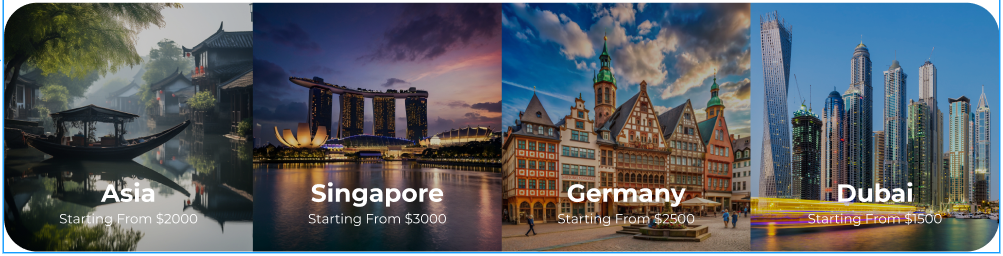 Asia
Starting From $2000
Singapore
Starting From $3000
Germany
Starting From $2500
Dubai
Starting From $1500